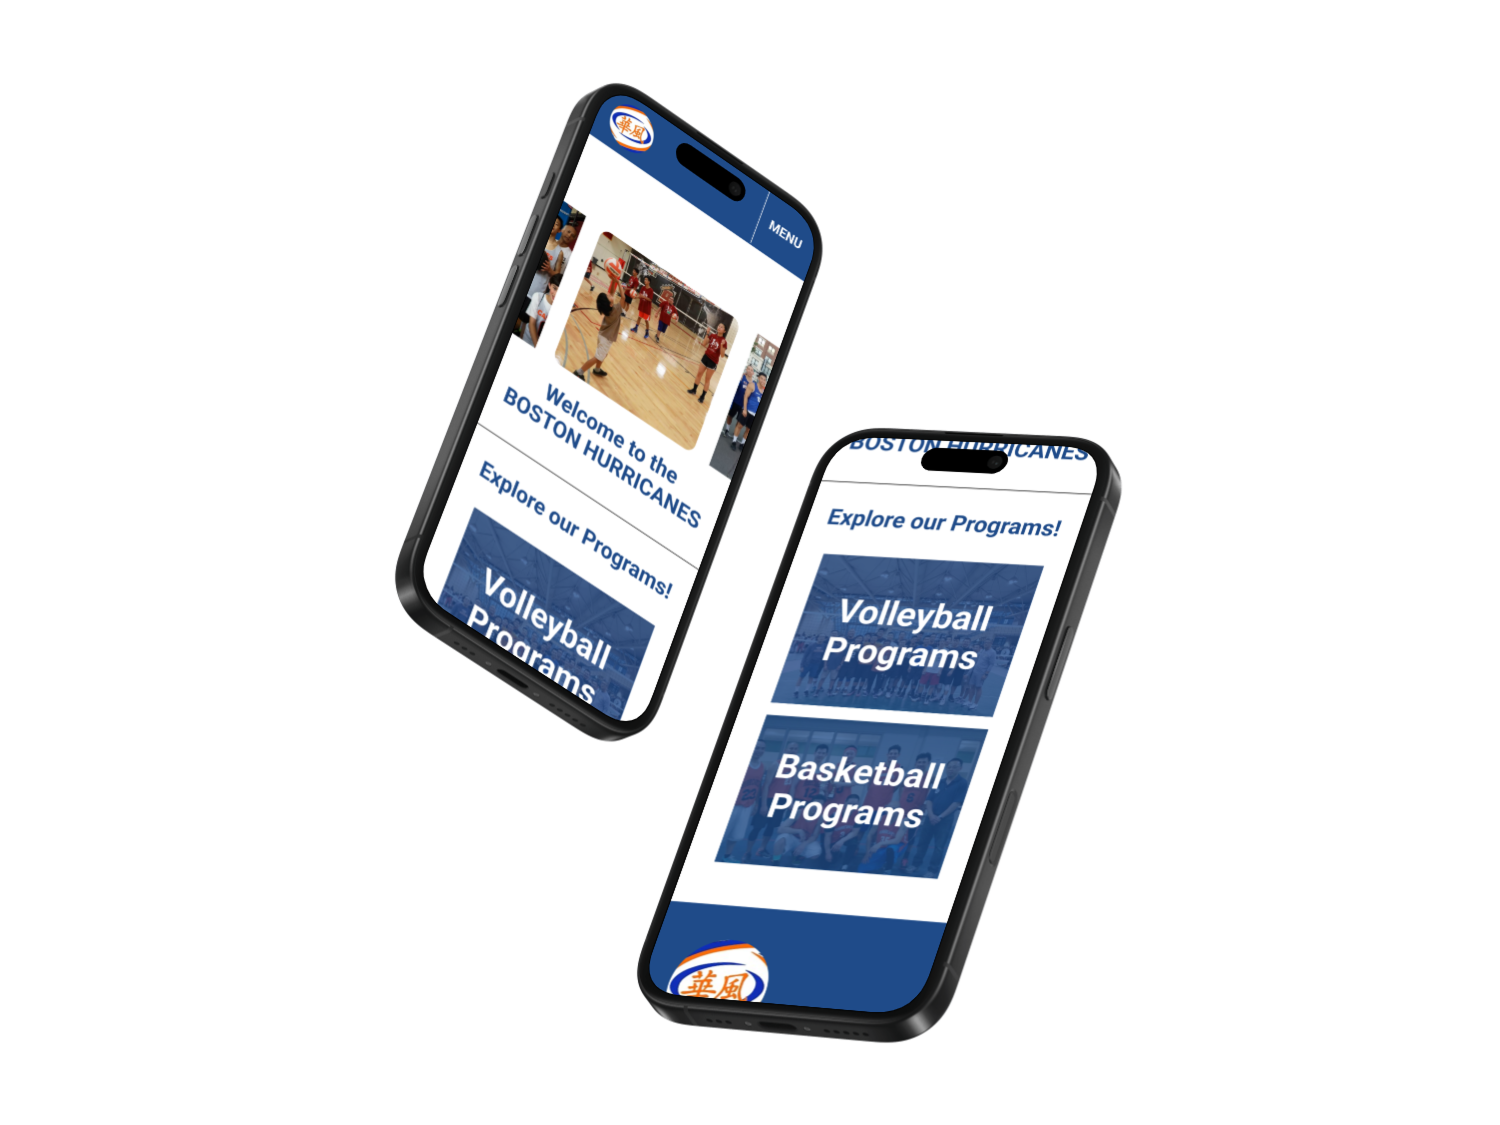 華風
MENU
Welcome to the
BOSTON HURRICANES
Explore our Programs!
Volleyball
Programs
BOSTON HURRICANES
Explore our Programs!
Volleyball
Programs
Basketball
Programs
華風